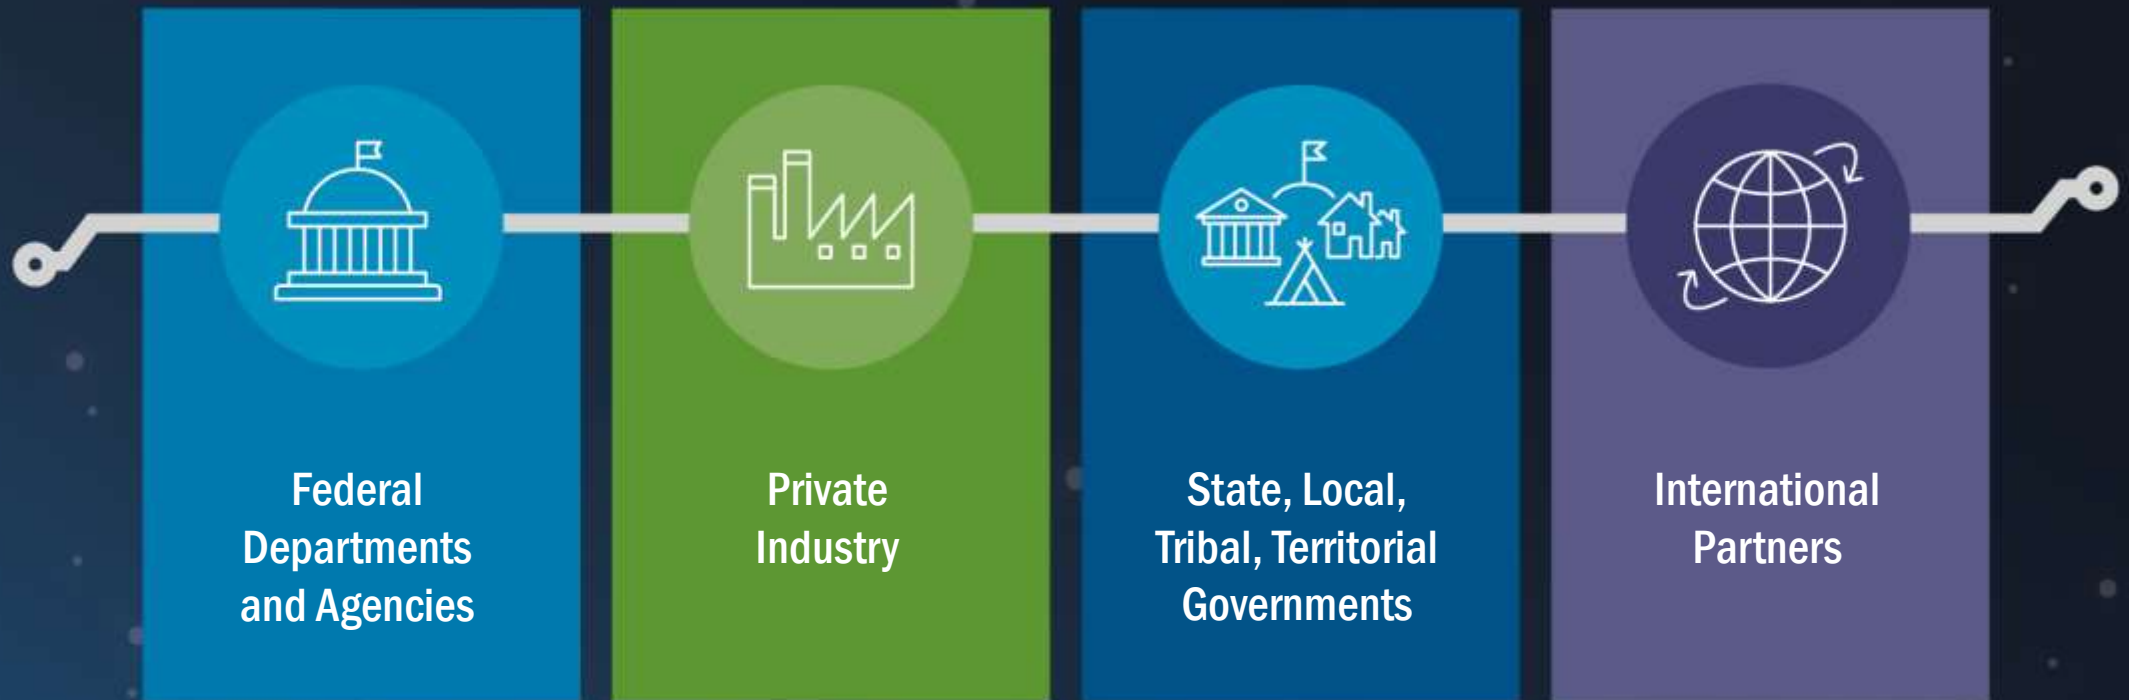 Federal
Departments
and Agencies
Private
Industry
State, Local,
Tribal, Territorial
Governments
International
Partners